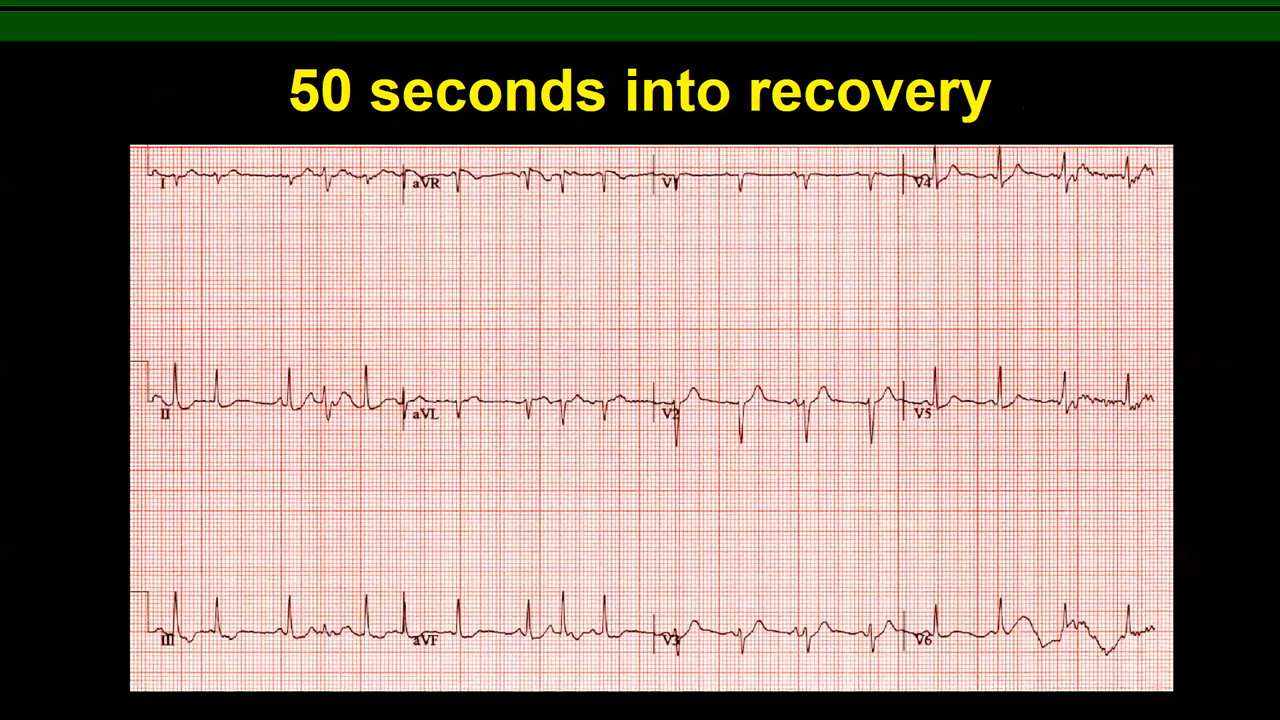 50 seconds into recovery
I aVR V1 V4
II aVL V2 V5
III aVF V3 V6